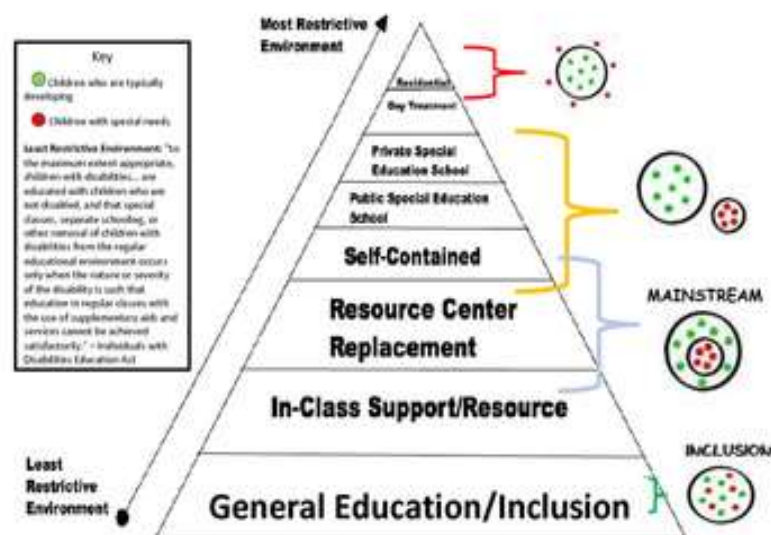 Most Restrictive
Environment
Key
Children who are typically
developing
Children with special needs
Least Restrictive Environment: "to
the maximum extent appropriate,
children with disabilities... are
educated with children who are
not disabled, and that special
classes, separate schooling, or
other removal of children with
disabilities from the regular
educational environment occurs
only when the nature or severity
of the disability is such that
education in regular classes with
the use of supplementary aids and
services cannot be achieved
satisfactorily." – Individuals with
Disabilities Education Act
Residential
Day Treatment
Private Special
Education School
Public Special Education
School
Self-Contained
Resource Center
Replacement
MAINSTREAM
In-Class Support/Resource
Least
Restrictive
Environment
INCLUSION
General Education/Inclusion